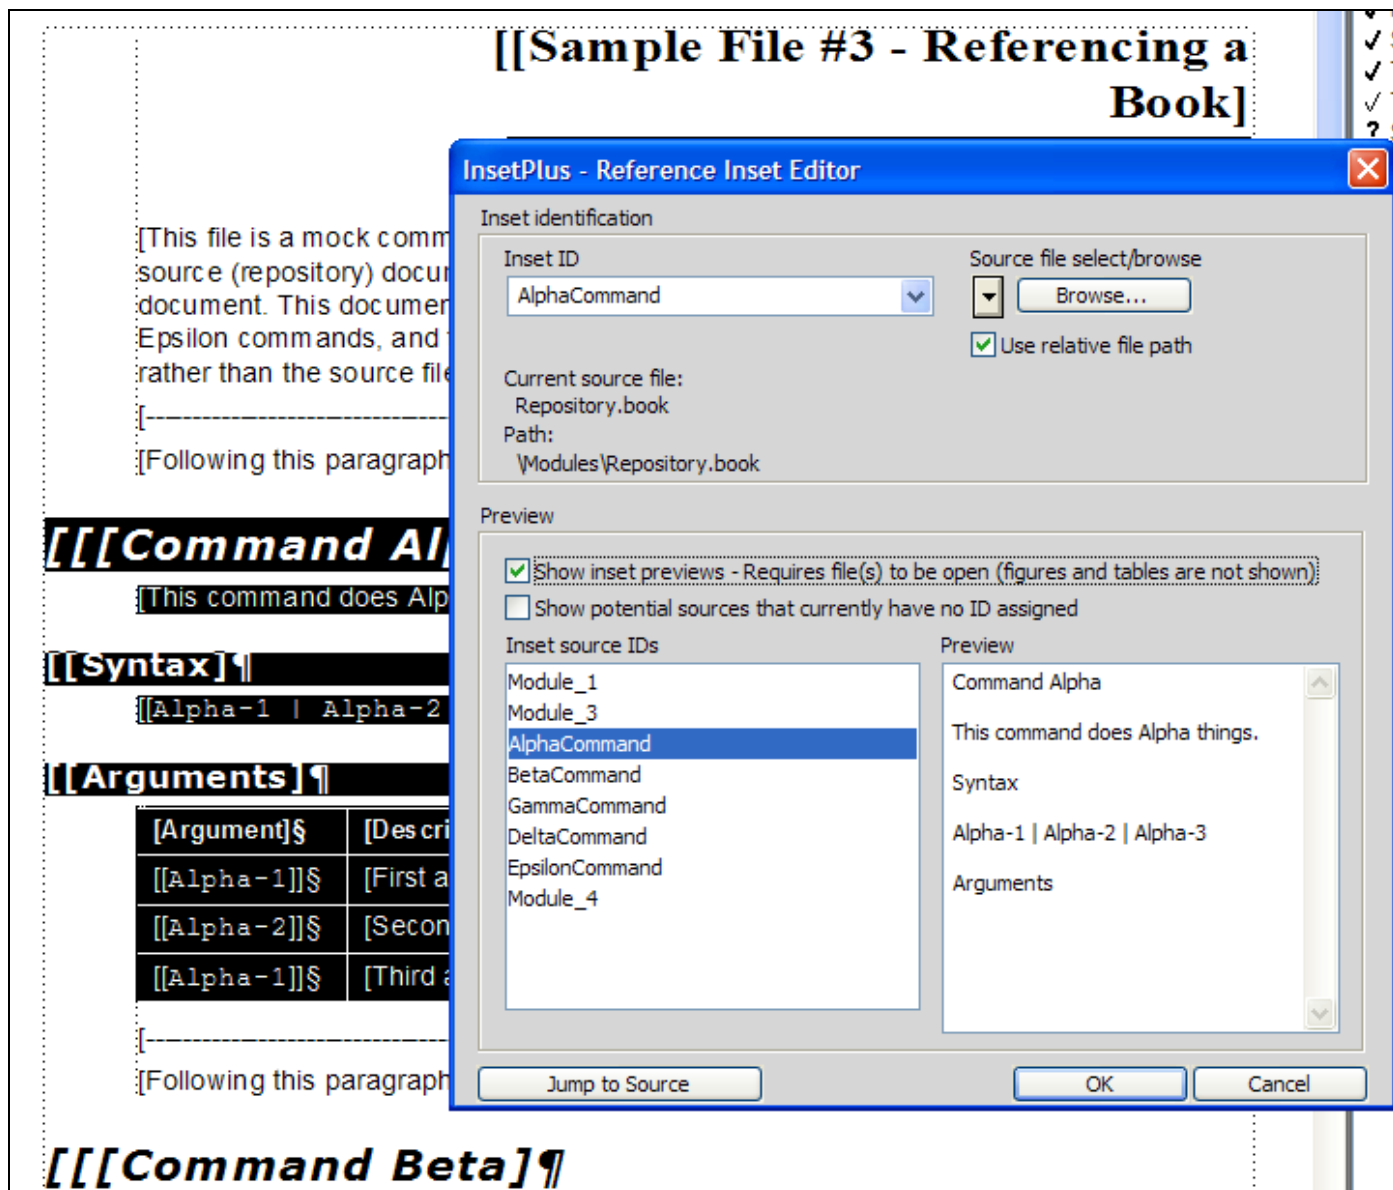 [[Sample File #3 - Referencing a
Book]
[This file is a mock comm
source (repository) docu
document. This documen
Epsilon commands, and
rather than the source file
[Following this paragraph
[[[Command Al
[This command does Alp
[[Syntax]¶
[[Alpha-1 | Alpha-2
[[Arguments]¶
[Argument]§ [Descri
[[Alpha-1]]§ [First a
[[Alpha-2]]§ [Secon
[[Alpha-1]]§ [Third a
[Following this paragraph
[[[Command Beta]¶
InsetPlus - Reference Inset Editor
Inset identification
Inset ID
AlphaCommand
Source file select/browse
Browse...
Use relative file path
Current source file:
Repository.book
Path:
\Modules\Repository.book
Preview
Show inset previews - Requires file(s) to be open (figures and tables are not shown)
Show potential sources that currently have no ID assigned
Inset source IDs
Module_1
Module_3
AlphaCommand
BetaCommand
GammaCommand
DeltaCommand
EpsilonCommand
Module_4
Preview
Command Alpha
This command does Alpha things.
Syntax
Alpha-1 | Alpha-2 | Alpha-3
Arguments
Jump to Source
OK
Cancel